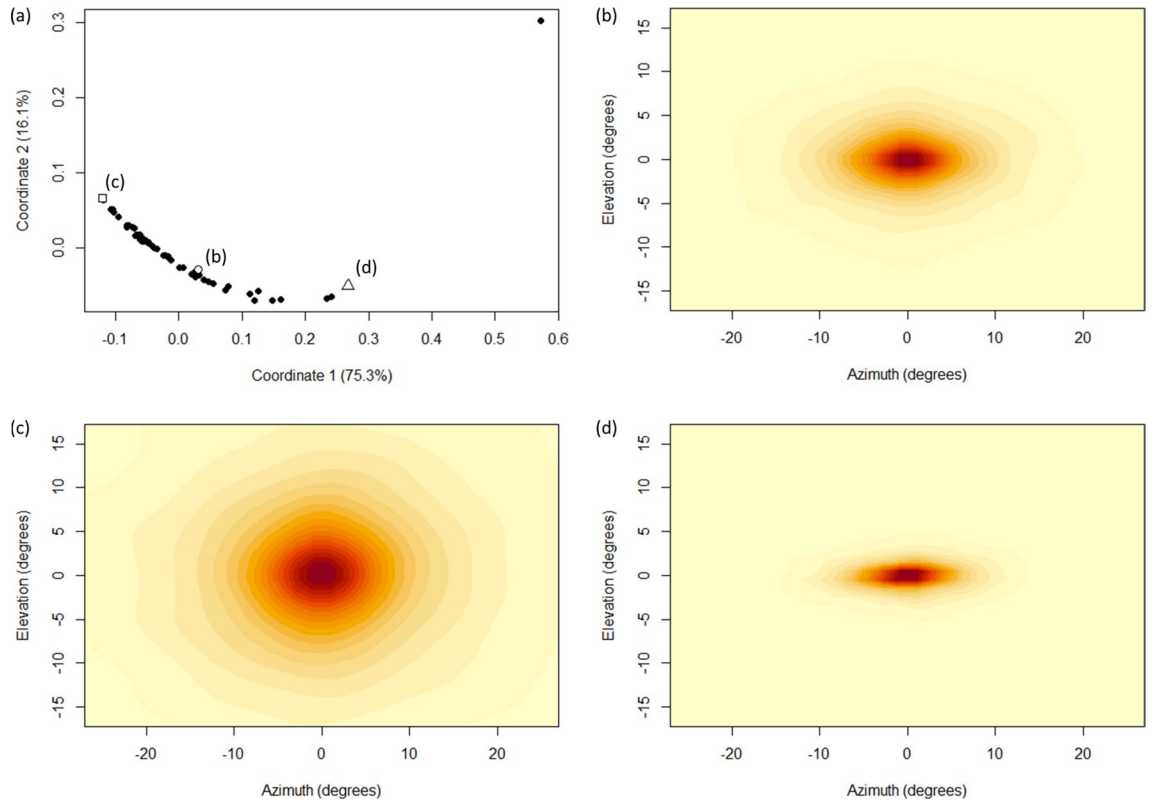 (a)
0.3
0.2
0.1
0.0
Coordinate 2 (16.1%)
(c)
(b)
(d)
-0.1 0.0 0.1 0.2 0.3 0.4 0.5 0.6
Coordinate 1 (75.3%)
(b)
15
10
5
0
-5
-10
-15
Elevation (degrees)
-20 -10 0 10 20
Azimuth (degrees)
(c)
15
10
5
0
-5
-10
-15
Elevation (degrees)
-20 -10 0 10 20
Azimuth (degrees)
(d)
15
10
5
0
-5
-10
-15
Elevation (degrees)
-20 -10 0 10 20
Azimuth (degrees)